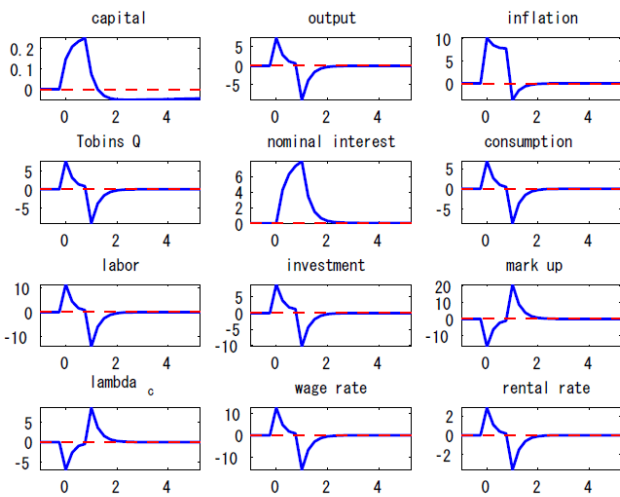 capital output inflation
0.2 5 10
0.1 0 5
0 -5 0
0 2 4 0 2 4 0 2 4
Tobins Q nominal interest consumption
5 6 5
0 4 0
-5 2 -5
0
0 2 4 0 2 4 0 2 4
labor investment mark up
10 5 20
0 0 10
-10 -5 0
-10 -10
0 2 4 0 2 4 0 2 4
lambda c wage rate rental rate
5 10 2
0 0 0
-5 -10 -2
0 2 4 0 2 4 0 2 4